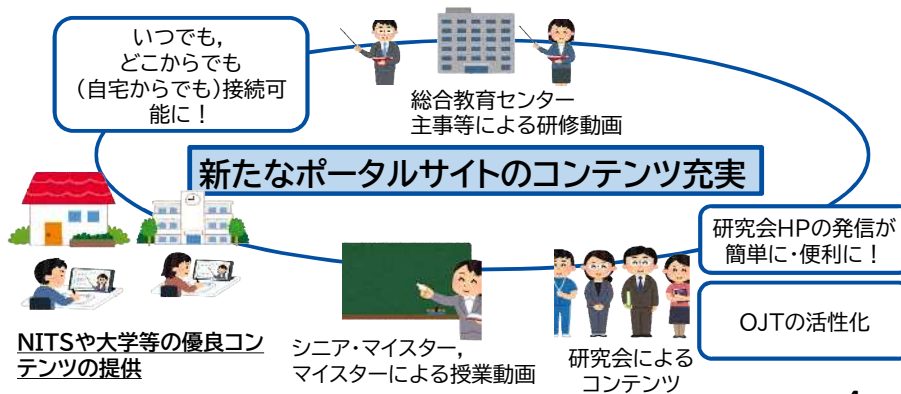 いつでも，
どこからでも
（自宅からでも）接続可
能に！
総合教育センター
主事等による研修動画
新たなポータルサイトのコンテンツ充実
研究会HPの発信が
簡単に・便利に！
OJTの活性化
NITSや大学等の優良コン
テンツの提供
シニア・マイスター，
マイスターによる授業動画
研究会による
コンテンツ